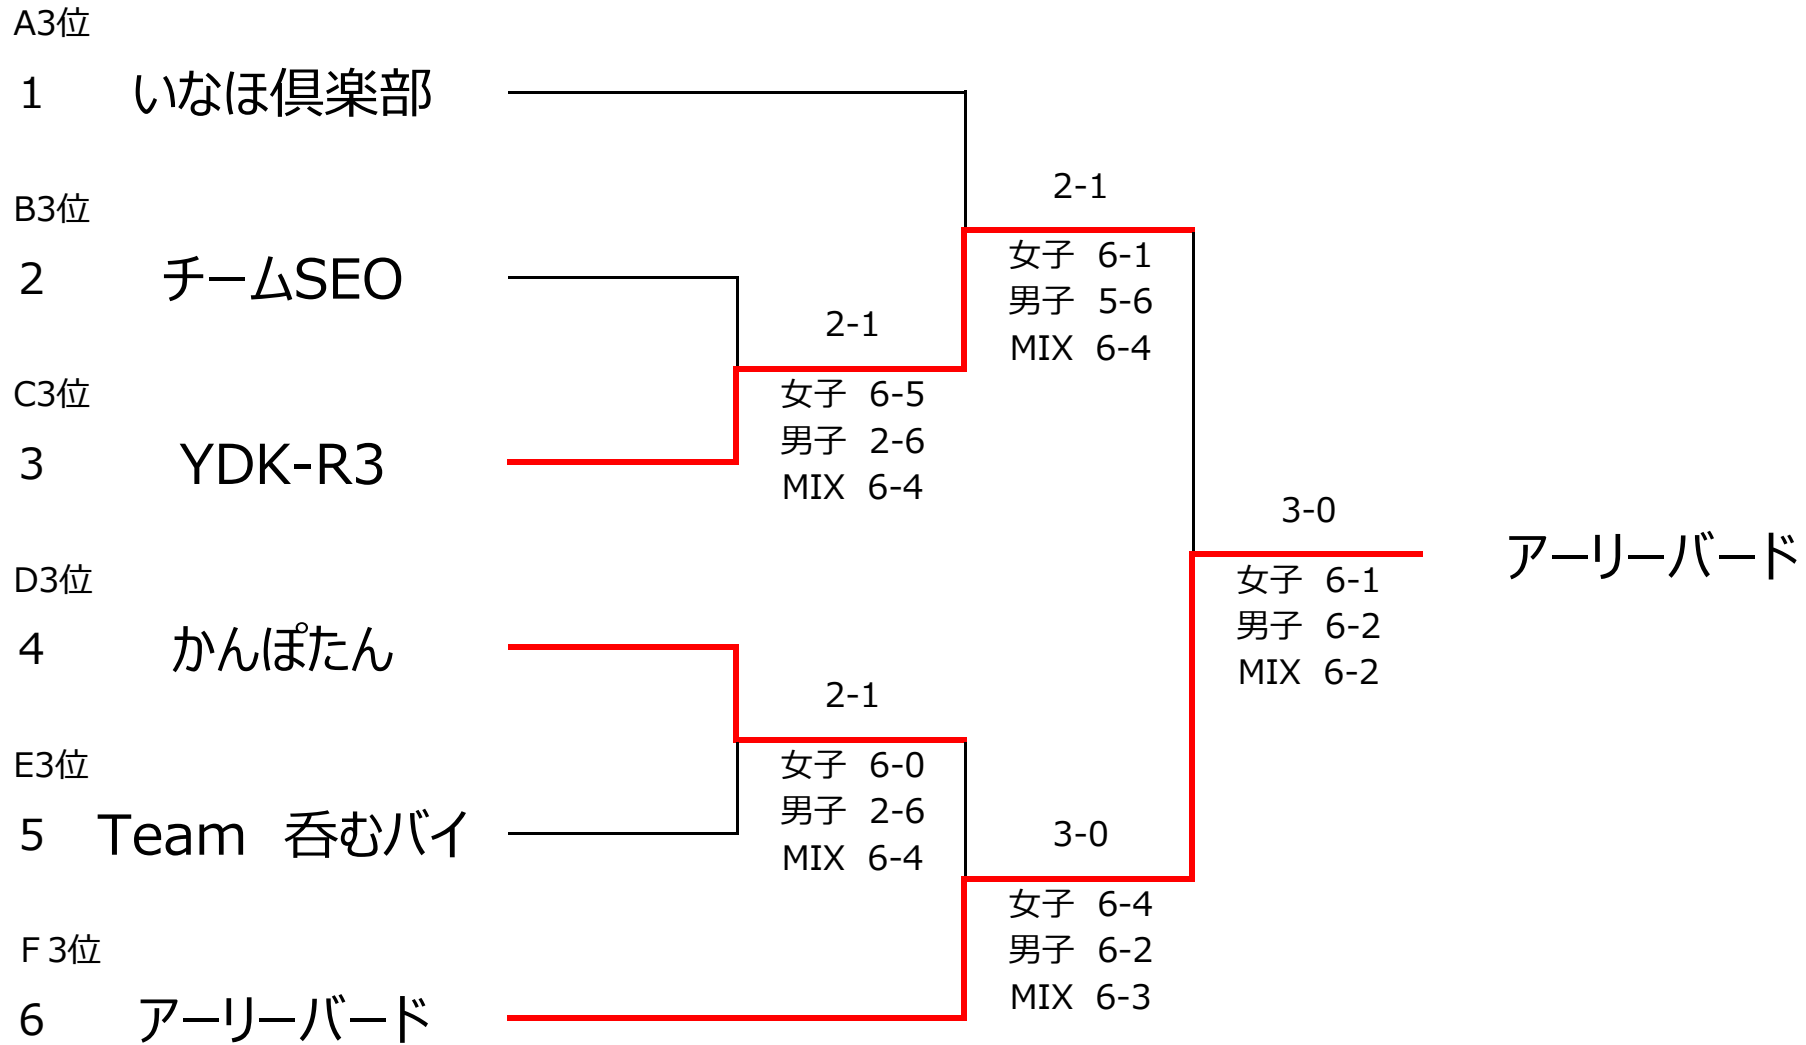 A3位
1 いなほ倶楽部
2-1
B3位
女子 6-1
2 チームSEO
男子 5-6
2-1
MIX 6-4
C3位
女子 6-5
男子 2-6
3 YDK-R3
MIX 6-4
3-0
アーリーバード
D3位
女子 6-1
男子 6-2
4 かんぽたん
MIX 6-2
2-1
E3位
女子 6-0
男子 2-6
5 Team 呑むバイ
3-0
MIX 6-4
女子 6-4
F3位
男子 6-2
MIX 6-3
6 アーリーバード